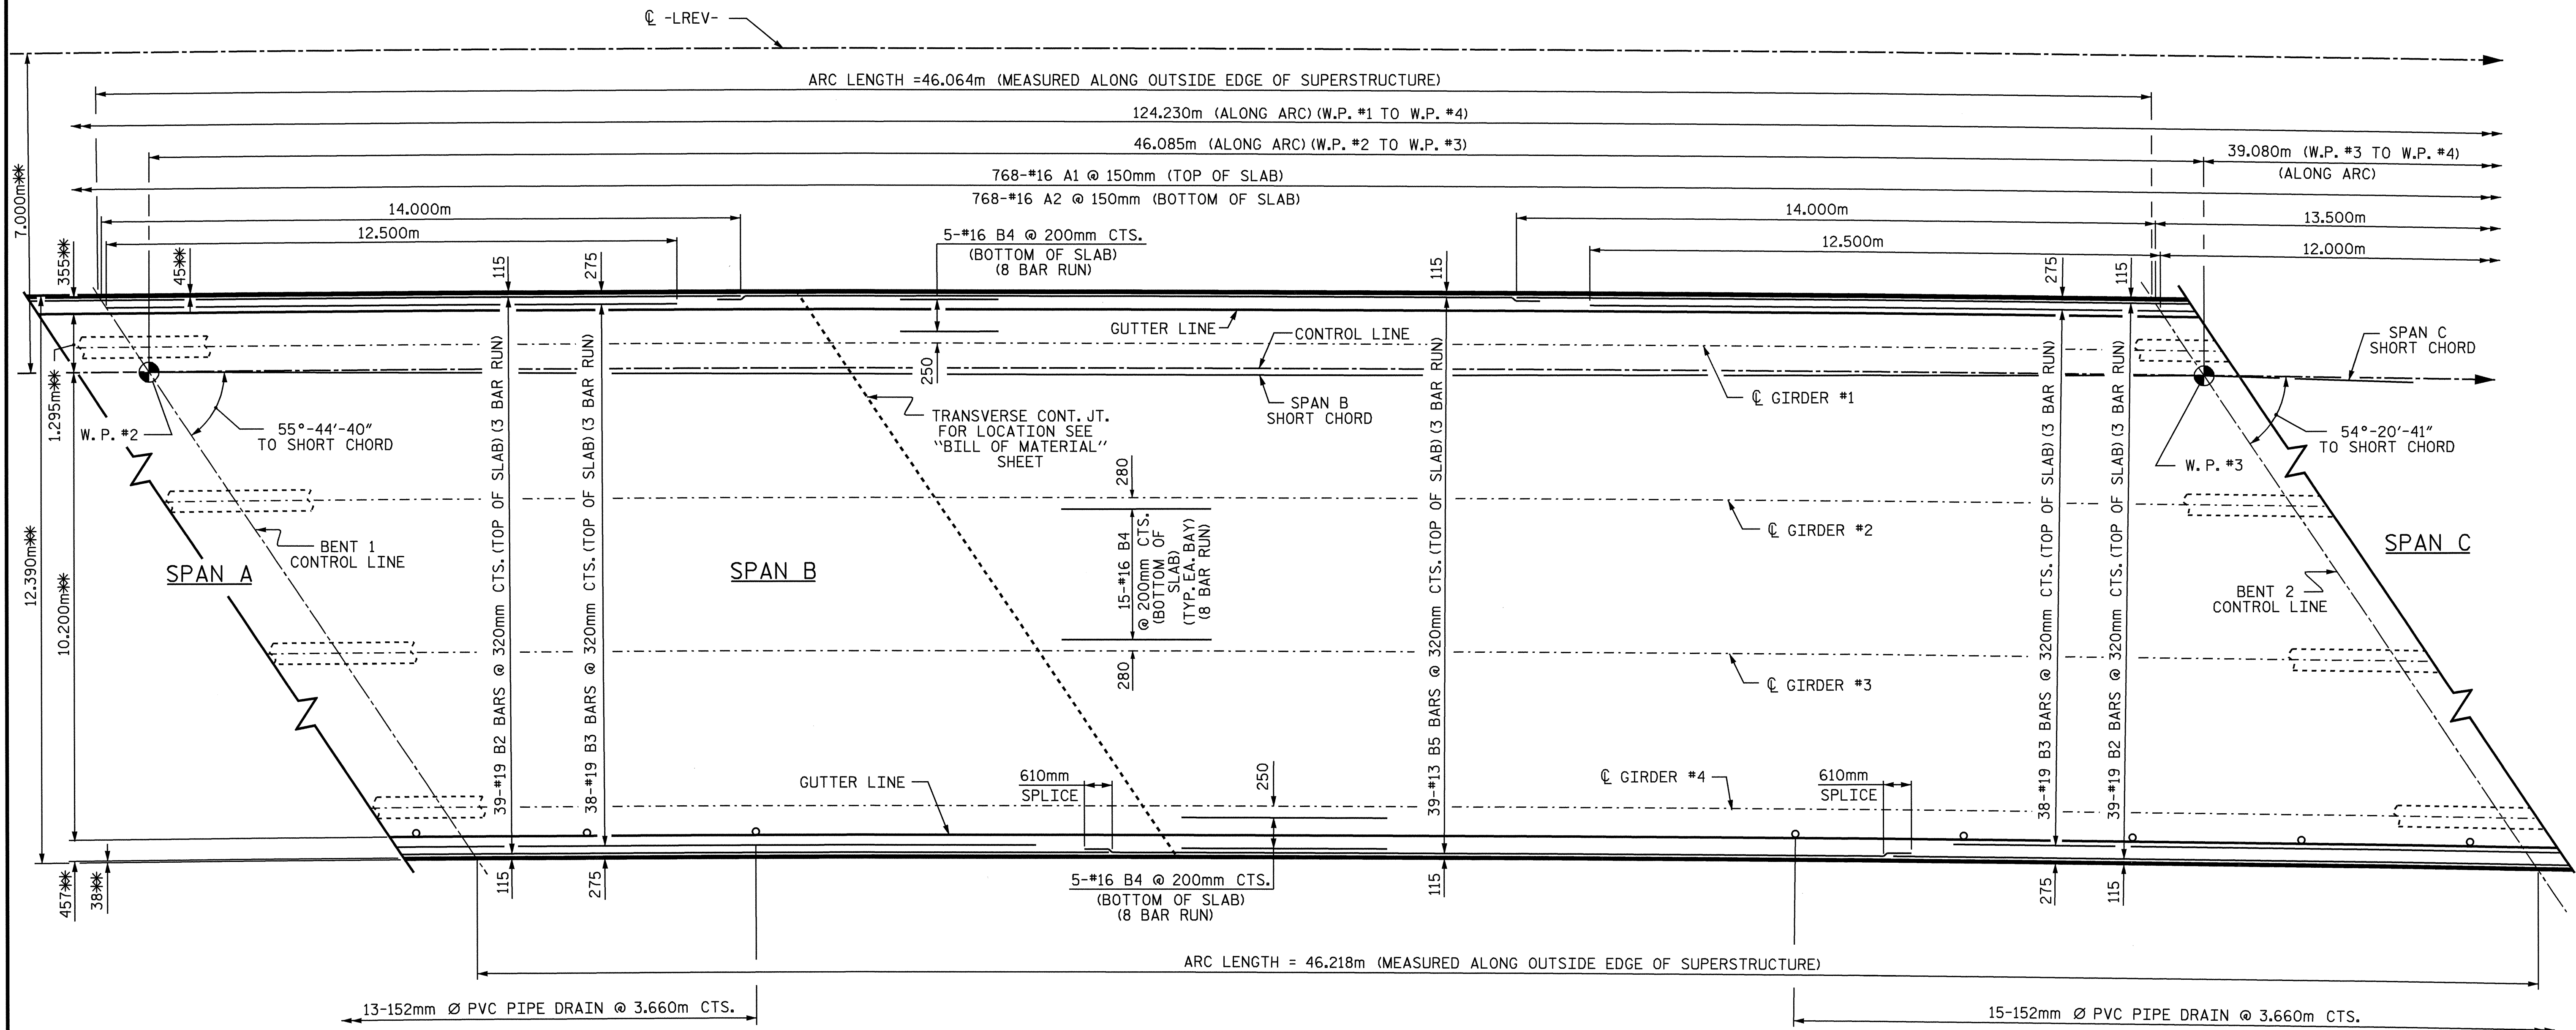 ℄ -LREV-
ARC LENGTH =46.064m (MEASURED ALONG OUTSIDE EDGE OF SUPERSTRUCTURE)
124.230m (ALONG ARC) (W.P. #1 TO W.P. #4)
46.085m (ALONG ARC) (W.P. #2 TO W.P. #3)
39.080m (W.P. #3 TO W.P. #4)
(ALONG ARC)
768-#16 A1 @ 150mm (TOP OF SLAB)
768-#16 A2 @ 150mm (BOTTOM OF SLAB)
14.000m
12.500m
14.000m
12.500m
13.500m
12.000m
7.000m**
355**
45**
115
275
5-#16 B4 @ 200mm CTS.
(BOTTOM OF SLAB)
(8 BAR RUN)
115
275
115
GUTTER LINE
CONTROL LINE
250
SPAN B
SHORT CHORD
℄ GIRDER #1
SPAN C
SHORT CHORD
1.295m**
W.P. #2
55°-44'-40"
TO SHORT CHORD
TRANSVERSE CONT. JT.
FOR LOCATION SEE
"BILL OF MATERIAL"
SHEET
54°-20'-41"
TO SHORT CHORD
W.P. #3
12.390m**
10.200m**
SPAN A
BENT 1
CONTROL LINE
39-#19 B2 BARS @ 320mm CTS. (TOP OF SLAB) (3 BAR RUN)
38-#19 B3 BARS @ 320mm CTS. (TOP OF SLAB) (3 BAR RUN)
SPAN B
280
15-#16 B4
@ 200mm CTS.
(BOTTOM OF
SLAB)
(TYP. EA. BAY)
(8 BAR RUN)
280
39-#13 B5 BARS @ 320mm CTS. (TOP OF SLAB) (3 BAR RUN)
℄ GIRDER #2
℄ GIRDER #3
38-#19 B3 BARS @ 320mm CTS. (TOP OF SLAB) (3 BAR RUN)
39-#19 B2 BARS @ 320mm CTS. (TOP OF SLAB) (3 BAR RUN)
BENT 2
CONTROL LINE
SPAN C
GUTTER LINE
610mm
SPLICE
250
℄ GIRDER #4
610mm
SPLICE
457**
38**
115
275
5-#16 B4 @ 200mm CTS.
(BOTTOM OF SLAB)
(8 BAR RUN)
115
275
115
ARC LENGTH = 46.218m (MEASURED ALONG OUTSIDE EDGE OF SUPERSTRUCTURE)
13-152mm Ø PVC PIPE DRAIN @ 3.660m CTS.
15-152mm Ø PVC PIPE DRAIN @ 3.660m CTS.